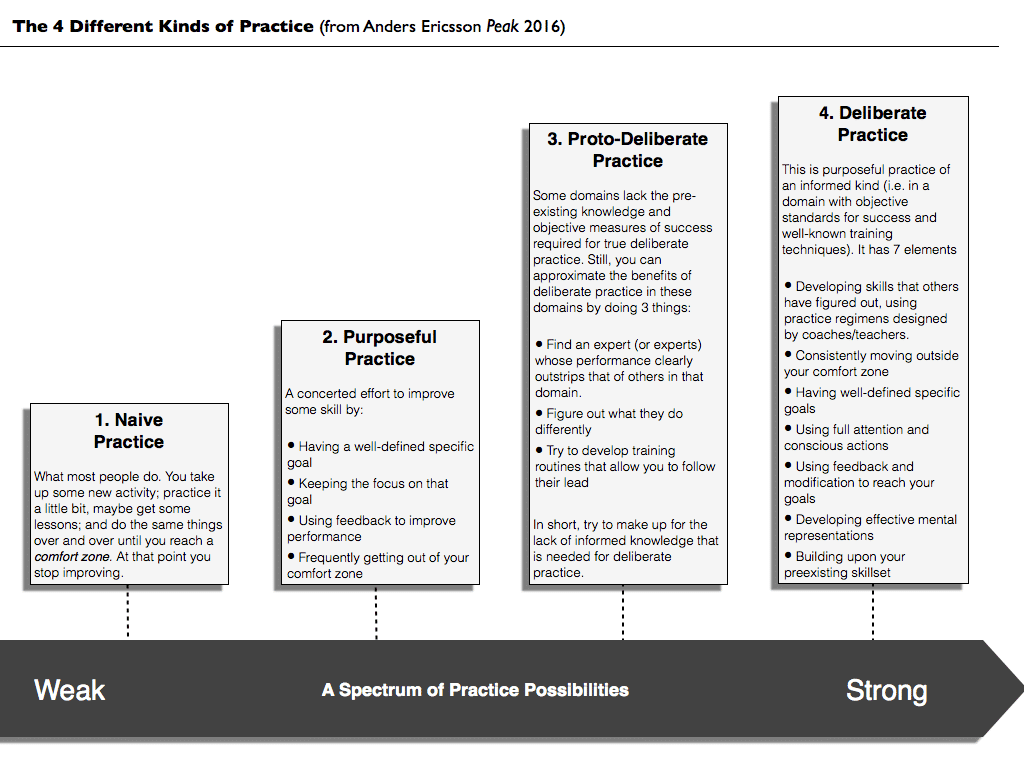 The 4 Different Kinds of Practice (from Anders Ericsson Peak 2016)
1. Naive
Practice
What most people do. You take
up some new activity; practice it
a little bit, maybe get some
lessons; and do the same things
over and over until you reach a
comfort zone. At that point you
stop improving.
2. Purposeful
Practice
A concerted effort to improve
some skill by:
• Having a well-defined specific
goal
• Keeping the focus on that
goal
• Using feedback to improve
performance
• Frequently getting out of your
comfort zone
3. Proto-Deliberate
Practice
Some domains lack the pre-
existing knowledge and
objective measures of success
required for true deliberate
practice. Still, you can
approximate the benefits of
deliberate practice in these
domains by doing 3 things:
• Find an expert (or experts)
whose performance clearly
outstrips that of others in that
domain.
• Figure out what they do
differently
• Try to develop training
routines that allow you to follow
their lead
In short, try to make up for the
lack of informed knowledge that
is needed for deliberate
practice.
4. Deliberate
Practice
This is purposeful practice of
an informed kind (i.e. in a
domain with objective
standards for success and
well-known training
techniques). It has 7 elements
• Developing skills that others
have figured out, using
practice regimens designed
by coaches/teachers.
• Consistently moving outside
your comfort zone
• Having well-defined specific
goals
• Using full attention and
conscious actions
• Using feedback and
modification to reach your
goals
• Developing effective mental
representations
• Building upon your
preexisting skillset
Weak
A Spectrum of Practice Possibilities
Strong